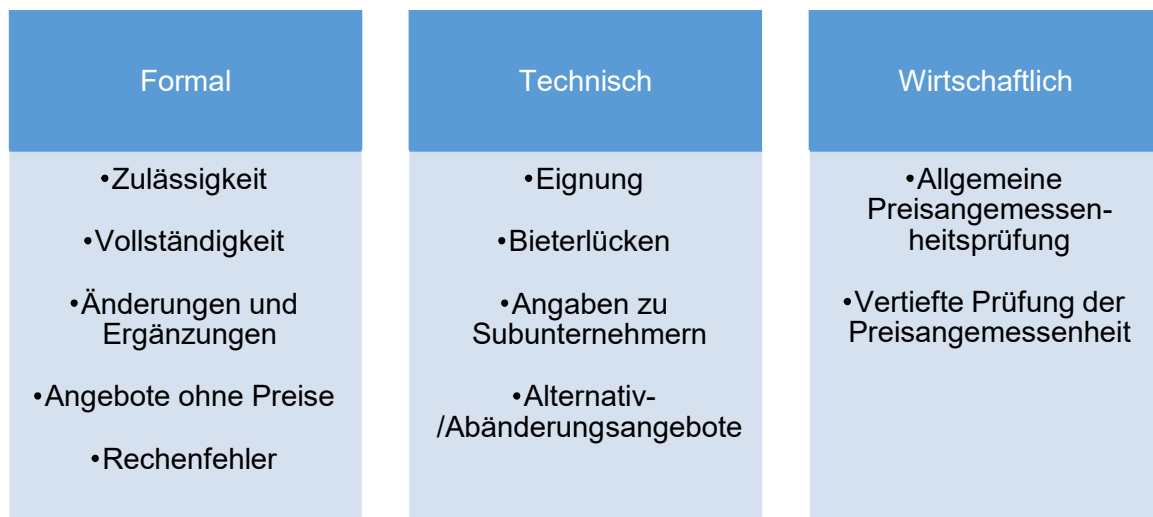 Formal
•Zulässigkeit
•Vollständigkeit
•Änderungen und
Ergänzungen
•Angebote ohne Preise
•Rechenfehler
Technisch
•Eignung
•Bieterlücken
•Angaben zu
Subunternehmern
•Alternativ-
/Abänderungsangebote
Wirtschaftlich
•Allgemeine
Preisangemessen-
heitsprüfung
•Vertiefte Prüfung der
Preisangemessenheit